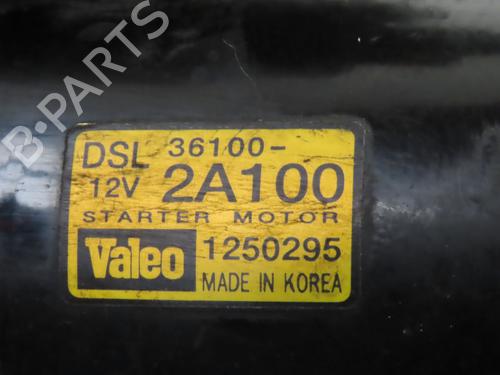 B-PARTS
DSL 36100-
12V 2A100
STARTER MOTOR
Valeo 1250295
MADE IN KOREA